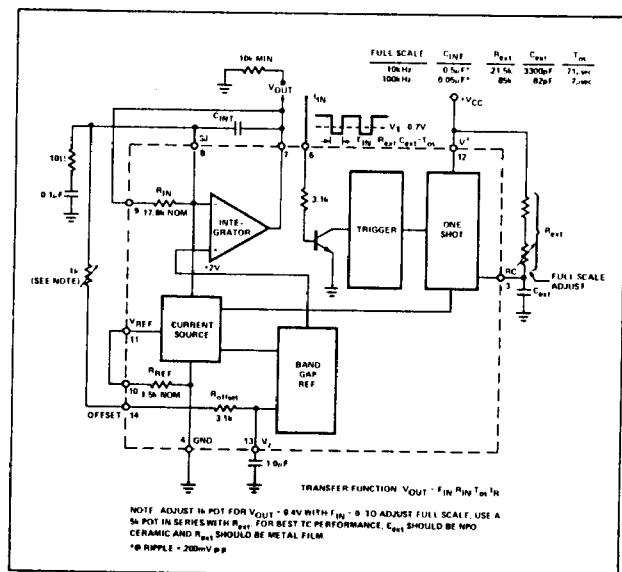 10k MIN
FULL SCALE C_INT R_ext C_ext T_os
10kHz 0.5µF* 21.5k 3300pF 71µsec
100kHz 0.05µF* 85k 82pF 7µsec
V_OUT
+V_CC
C_INT
V_T 0.7V
SJ
V+
8
7
6
12
10Ω
0.1µF
R_IN
3.1k
9
17.8k NOM
INTE-
GRATOR
TRIGGER
ONE
SHOT
R_ext
+2V
1k
(SEE NOTE)
RC
3
FULL SCALE
ADJUST
C_ext
V_REF
11
CURRENT
SOURCE
R_REF
BAND
GAP
REF
10
NOM
R_offset
OFFSET
14
3.1k
4 GND
13
1.0µF
TRANSFER FUNCTION V_OUT = F_IN R_IN T_os I_R
NOTE ADJUST 1k POT FOR V_OUT = 0.4V WITH F_IN = 0. TO ADJUST FULL SCALE, USE A
5k POT IN SERIES WITH R_ext. FOR BEST TC PERFORMANCE, C_ext SHOULD BE NPO
CERAMIC AND R_ext SHOULD BE METAL FILM.
*@ RIPPLE = 200mV p-p